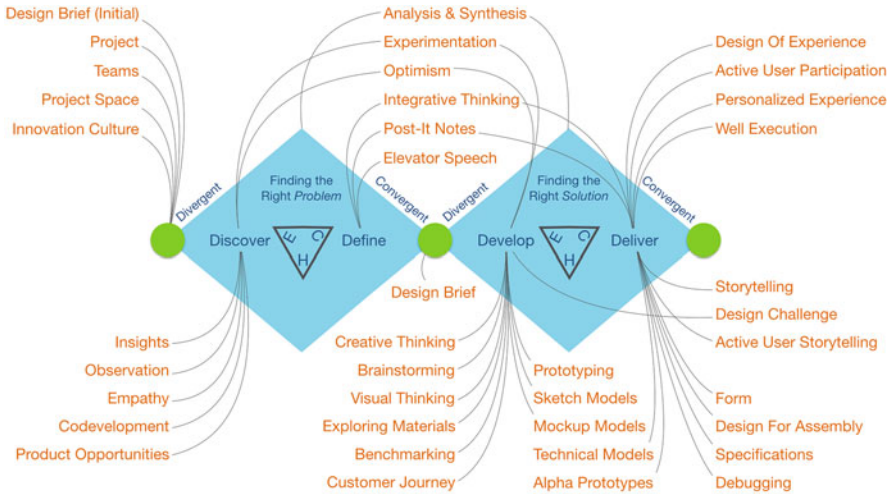 Design Brief (Initial)
Project
Teams
Project Space
Innovation Culture
Analysis & Synthesis
Experimentation
Optimism
Integrative Thinking
Post-It Notes
Elevator Speech
Design Of Experience
Active User Participation
Personalized Experience
Well Execution
Divergent
Finding the
Right Problem
Convergent
Divergent
Finding the
Right Solution
Convergent
Discover
E
C
H
Define
Develop
E
C
H
Deliver
Design Brief
Insights
Observation
Empathy
Codevelopment
Product Opportunities
Creative Thinking
Brainstorming
Visual Thinking
Exploring Materials
Benchmarking
Customer Journey
Prototyping
Sketch Models
Mockup Models
Technical Models
Alpha Prototypes
Storytelling
Design Challenge
Active User Storytelling
Form
Design For Assembly
Specifications
Debugging